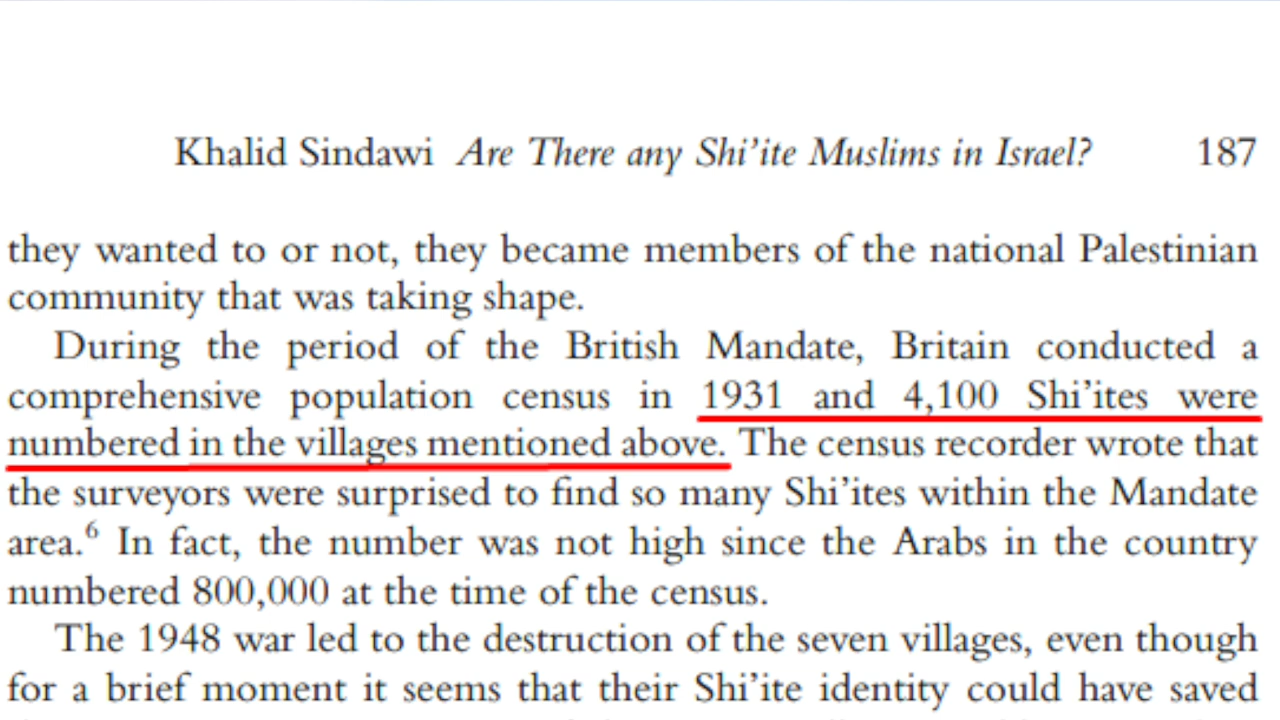 Khalid Sindawi Are There any Shi’ite Muslims in Israel? 187
they wanted to or not, they became members of the national Palestinian
community that was taking shape.
During the period of the British Mandate, Britain conducted a
comprehensive population census in 1931 and 4,100 Shi’ites were
numbered in the villages mentioned above. The census recorder wrote that
the surveyors were surprised to find so many Shi’ites within the Mandate
area.6 In fact, the number was not high since the Arabs in the country
numbered 800,000 at the time of the census.
The 1948 war led to the destruction of the seven villages, even though
for a brief moment it seems that their Shi’ite identity could have saved